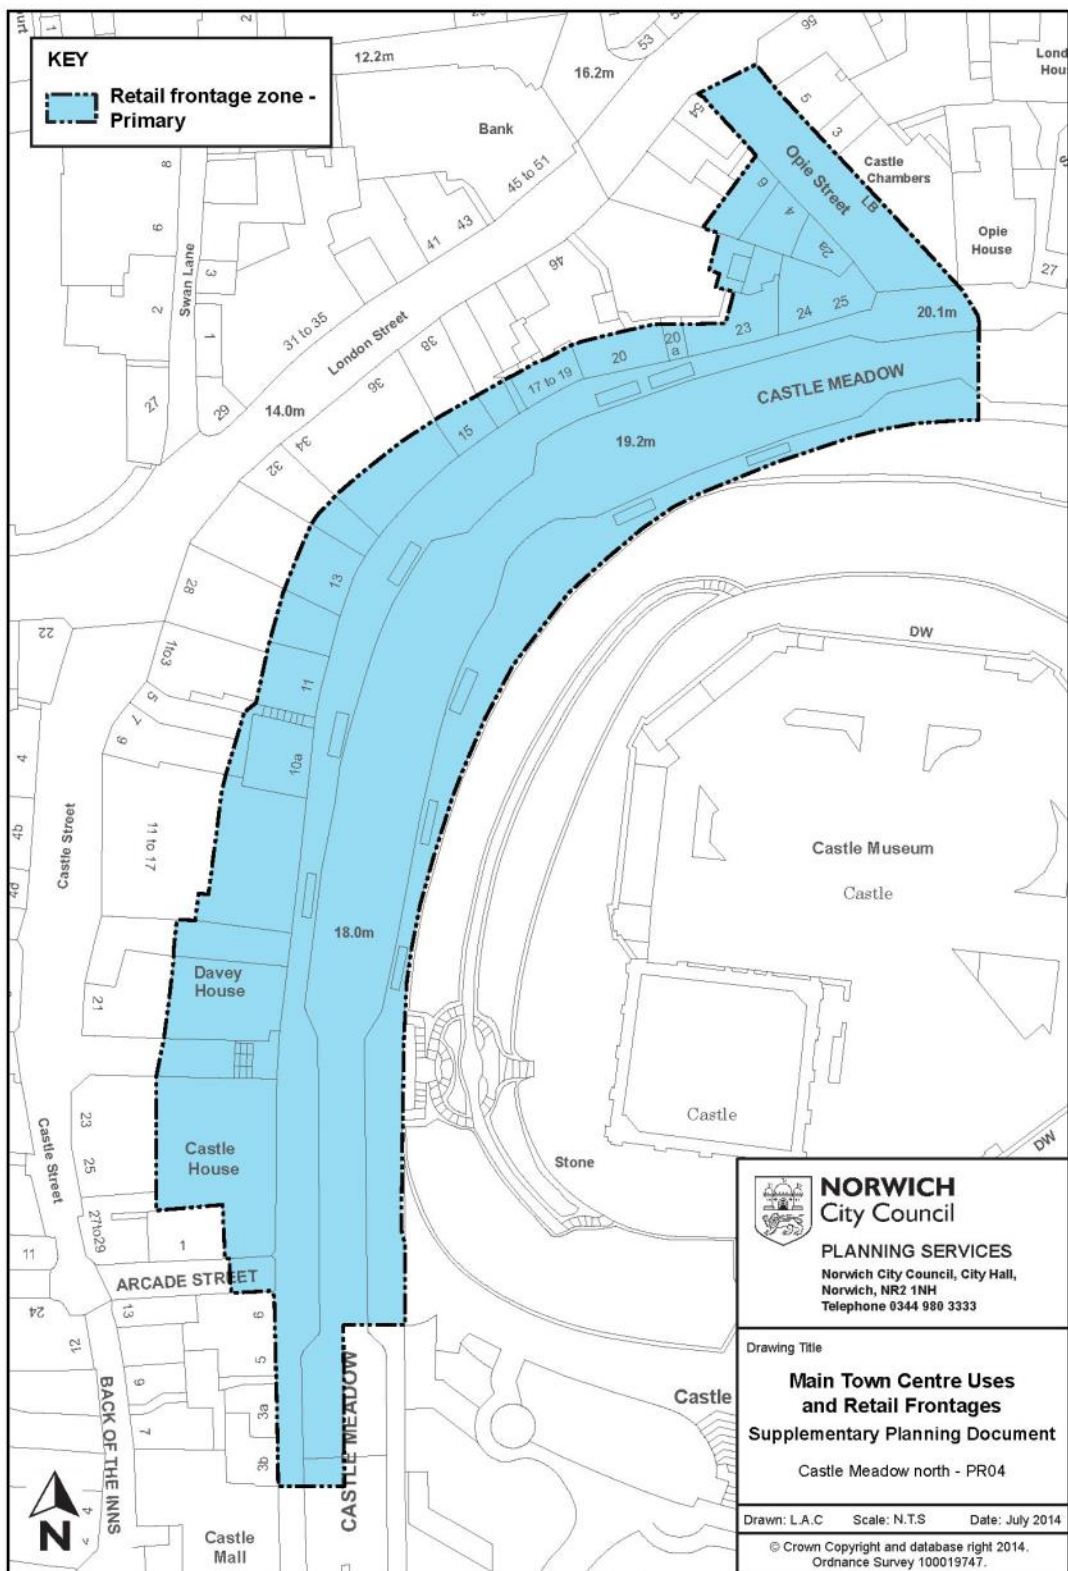 KEY
Retail frontage zone -
Primary
12.2m
16.2m
53
56
Bank
45 to 51
54
5
3
Castle
Chambers
Opie Street
LB
Opie
House
27
8
6
Swan Lane
3
2
1
41
43
46
6
4
2a
31 to 35
London Street
38
36
27
29
14.0m
34
32
20
20
a
23
24
25
20.1m
17 to 19
15
CASTLE MEADOW
19.2m
28
13
22
1to3
5
7
9
11
10a
DW
4
4b
4d
Castle Street
11 to 17
Castle Museum
Castle
18.0m
Davey
House
21
Castle
23
25
Castle Street
Castle
House
Stone
DW
27to29
1
11
ARCADE STREET
24
13
12
6
5
9
7
3a
3b
BACK OF THE INNS
CASTLE MEADOW
Castle
N
4
Castle
Mall
NORWICH
City Council
PLANNING SERVICES
Norwich City Council, City Hall,
Norwich, NR2 1NH
Telephone 0344 980 3333
Drawing Title
Main Town Centre Uses
and Retail Frontages
Supplementary Planning Document
Castle Meadow north - PR04
Drawn: L.A.C Scale: N.T.S Date: July 2014
© Crown Copyright and database right 2014.
Ordnance Survey 100019747.